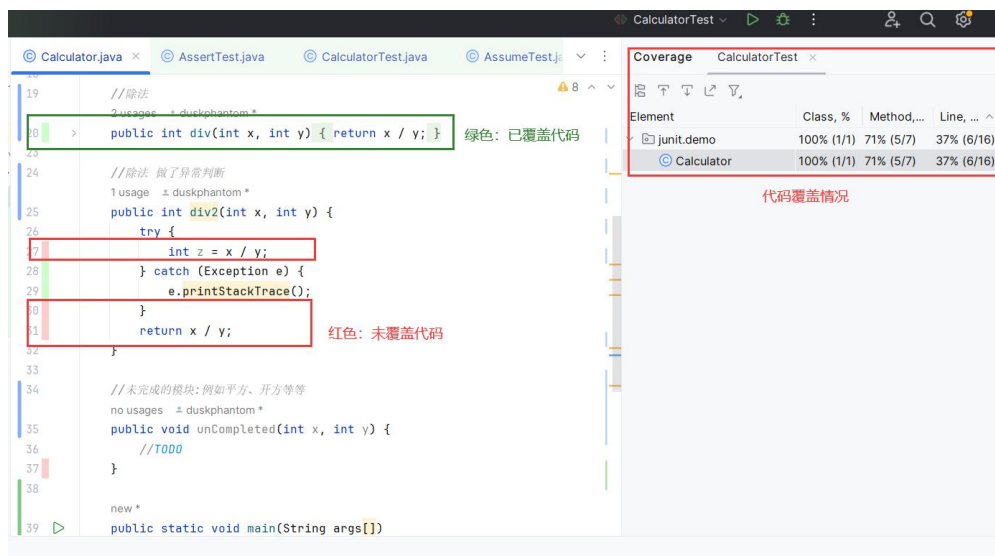 CalculatorTest
Calculator.java
AssertTest.java
CalculatorTest.java
AssumeTest.ja
Coverage
CalculatorTest
8
19 //除法
2 usages duskphantom *
20 public int div(int x, int y) { return x / y; }
绿色：已覆盖代码
23
24 //除法 做了异常判断
1 usage duskphantom *
25 public int div2(int x, int y) {
26 try {
27 int z = x / y;
28 } catch (Exception e) {
29 e.printStackTrace();
30 }
31 return x / y;
红色：未覆盖代码
32 }
33
34 //未完成的模块:例如平方、开方等等
no usages duskphantom *
35 public void unCompleted(int x, int y) {
36 //TODO
37 }
38
new *
39 public static void main(String args[])
Element Class, % Method,... Line, ...
junit.demo 100% (1/1) 71% (5/7) 37% (6/16)
Calculator 100% (1/1) 71% (5/7) 37% (6/16)
代码覆盖情况